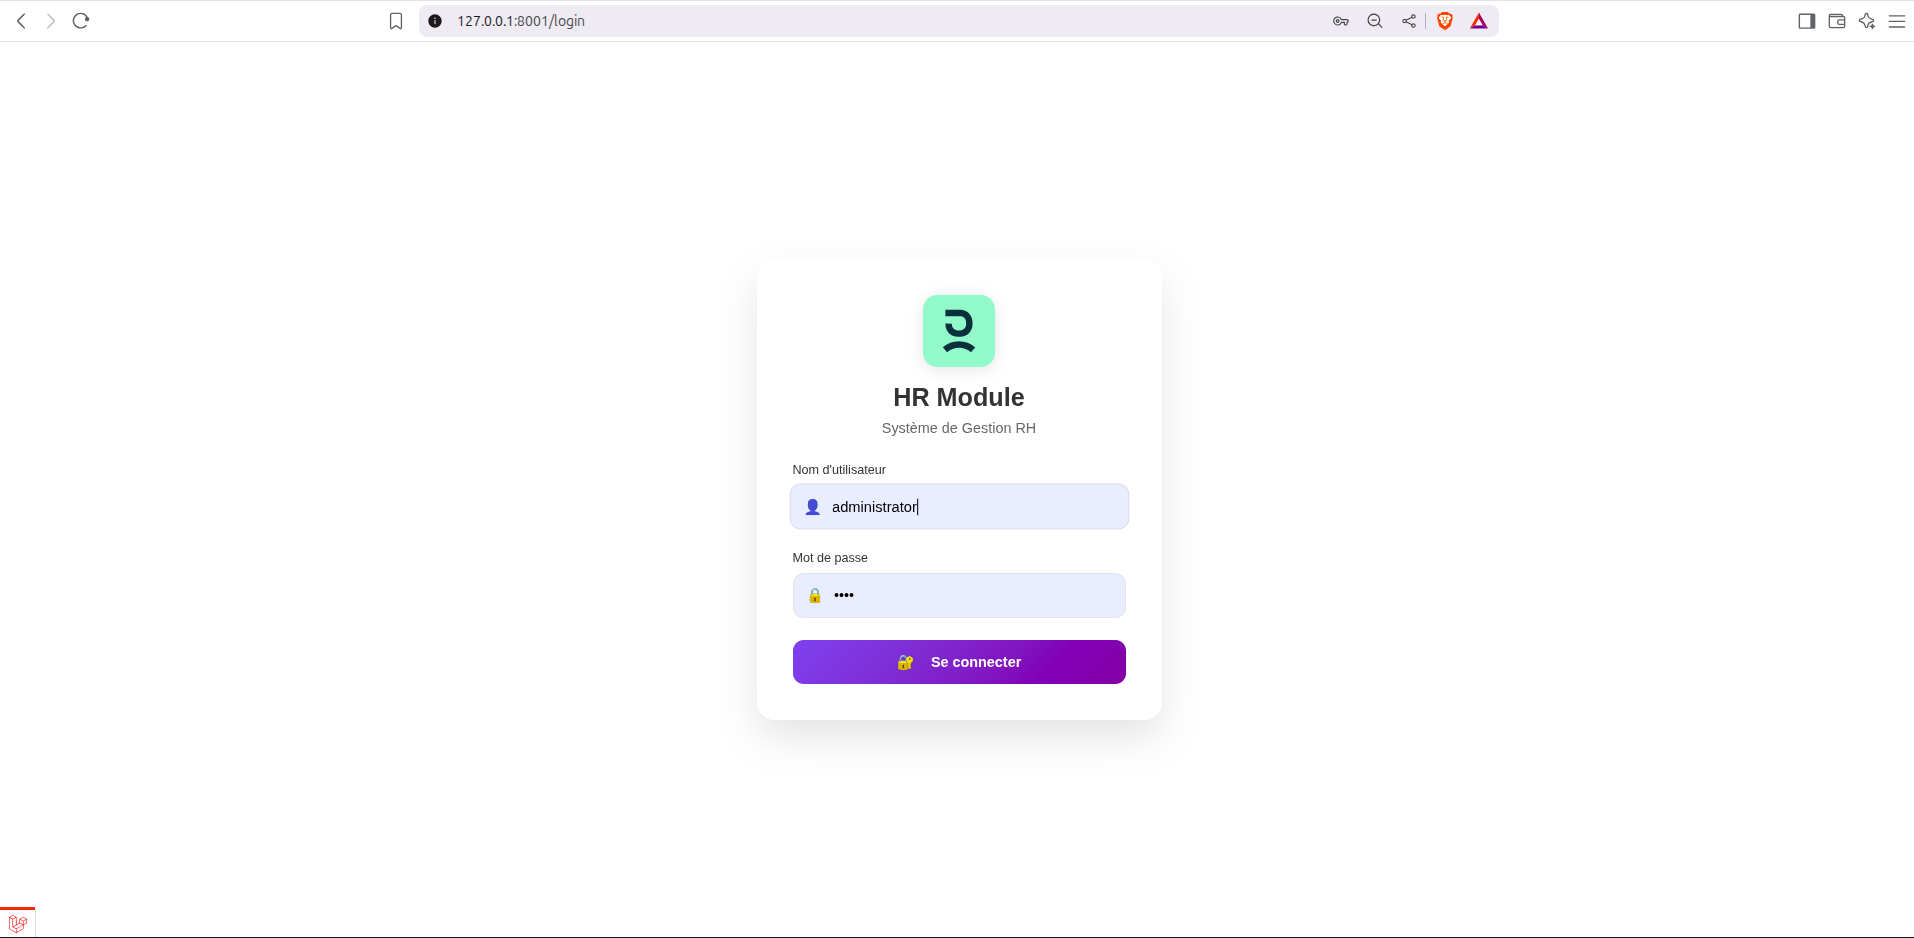 127.0.0.1:8001/login
HR Module
Système de Gestion RH
Nom d'utilisateur
administrator
Mot de passe
••••
Se connecter